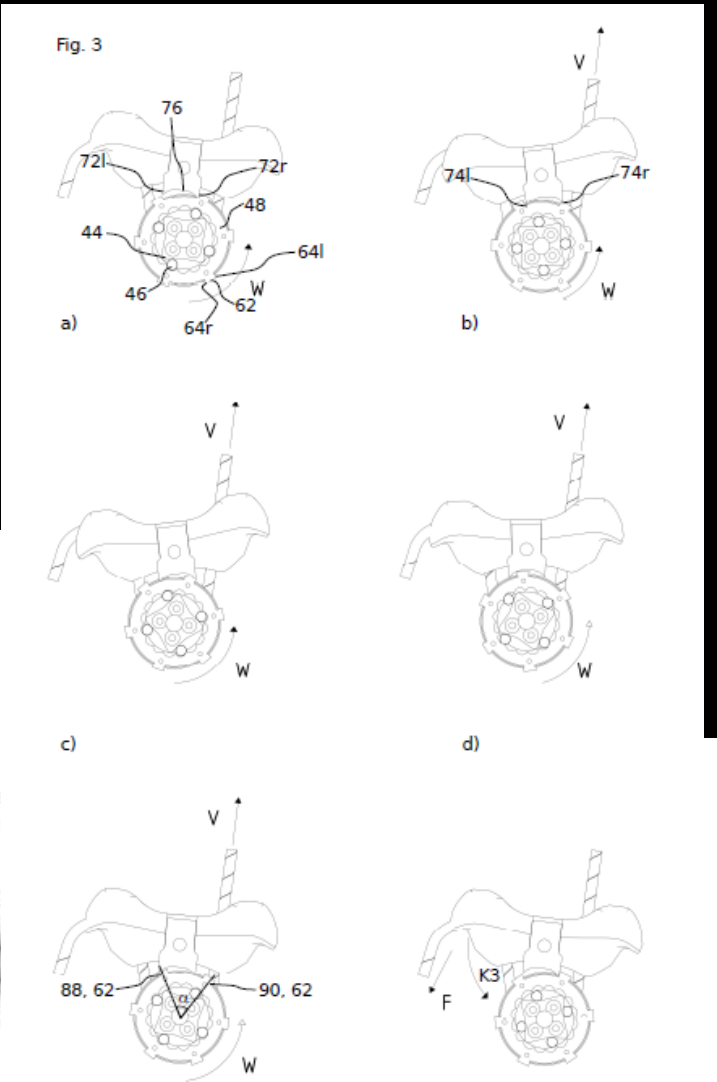 Fig. 3
V
76
72l
72r
74l
74r
48
44
64l
46
W
62
64r
W
a)
b)
V
V
W
W
c)
d)
V
88, 62
α
90, 62
K3
F
W